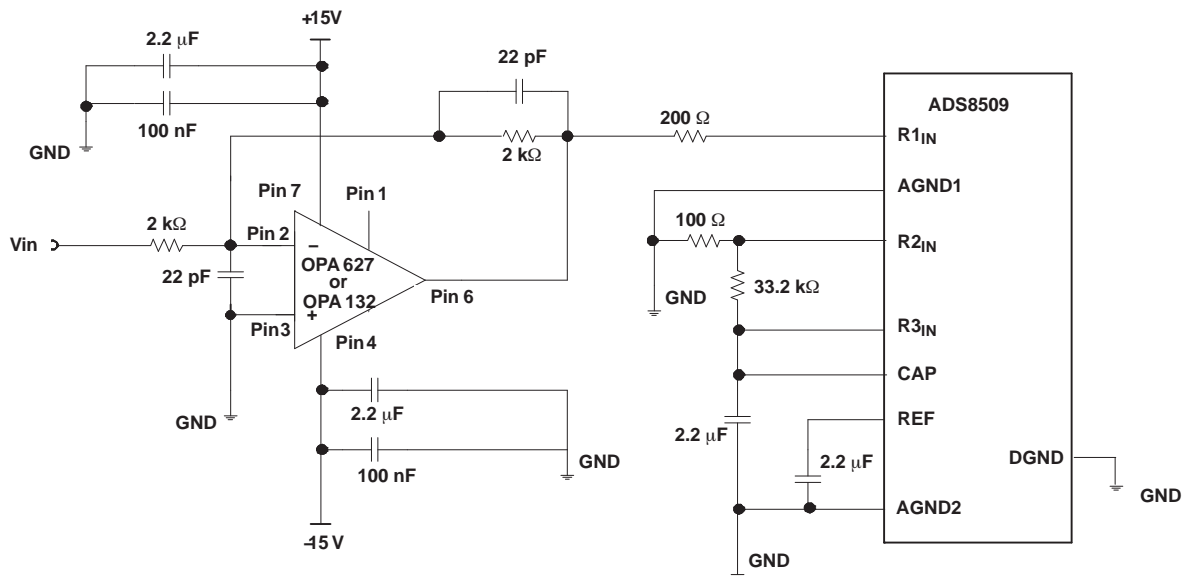 +15V
2.2 μF
22 pF
ADS8509
100 nF
200 Ω
R1IN
GND
2 kΩ
AGND1
Pin 7
Pin 1
100 Ω
2 kΩ
R2IN
Vin
Pin 2
–
OPA 627
or
OPA 132
22 pF
33.2 kΩ
GND
Pin 6
+
Pin3
R3IN
Pin 4
CAP
GND
2.2 μF
REF
2.2 μF
2.2 μF
DGND
100 nF
GND
GND
AGND2
–15 V
GND